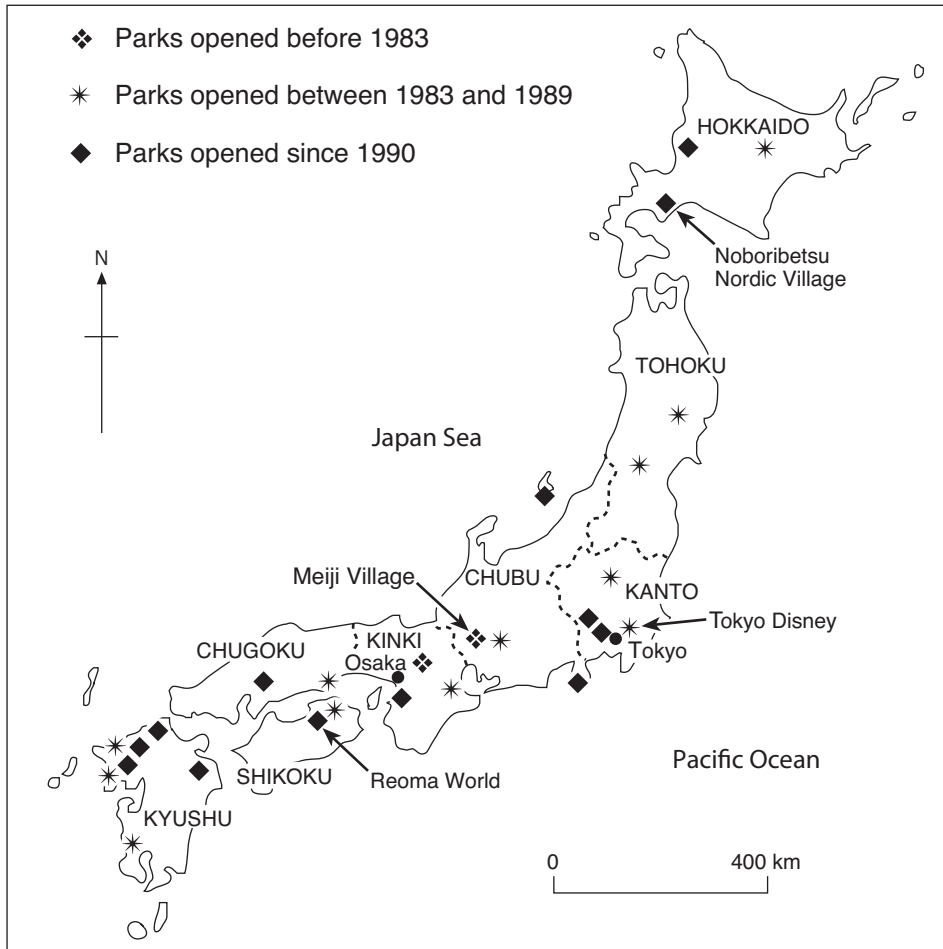 Parks opened before 1983
Parks opened between 1983 and 1989
Parks opened since 1990
N
HOKKAIDO
Noboribetsu
Nordic Village
TOHOKU
Japan Sea
Meiji Village
CHUBU
KANTO
Tokyo Disney
Tokyo
KINKI
Osaka
CHUGOKU
SHIKOKU
Reoma World
Pacific Ocean
KYUSHU
0 400 km